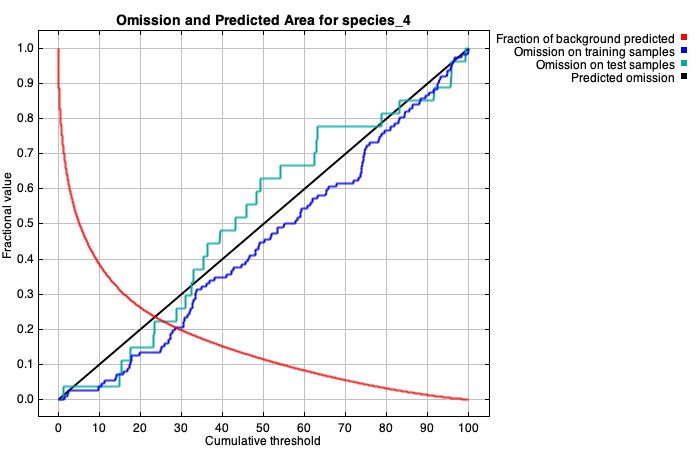 Omission and Predicted Area for species_4
Fraction of background predicted
Omission on training samples
Omission on test samples
Predicted omission
Fractional value
1.0
0.9
0.8
0.7
0.6
0.5
0.4
0.3
0.2
0.1
0.0
0 10 20 30 40 50 60 70 80 90 100
Cumulative threshold